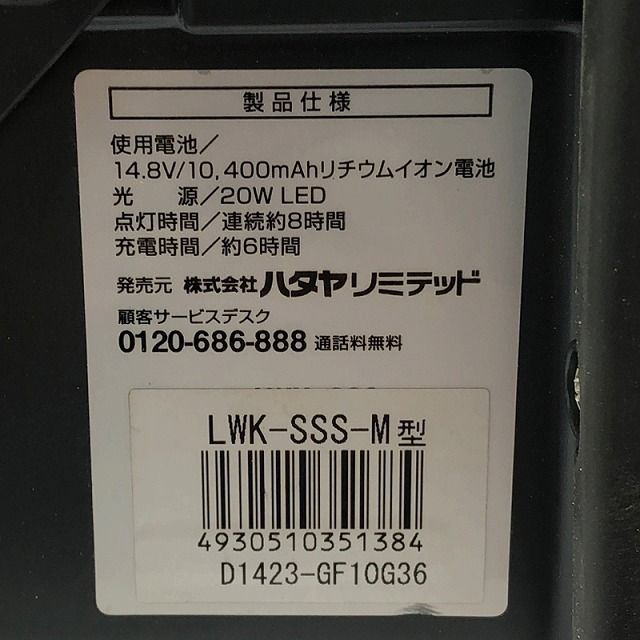 製品仕様
使用電池／
14.8V/10,400mAhリチウムイオン電池
光　　源／20W LED
点灯時間／連続約8時間
充電時間／約6時間
発売元 株式会社ハタヤリミテッド
顧客サービスデスク
0120-686-888 通話料無料
LWK-SSS-M型
4930510351384
D1423-GF10G36